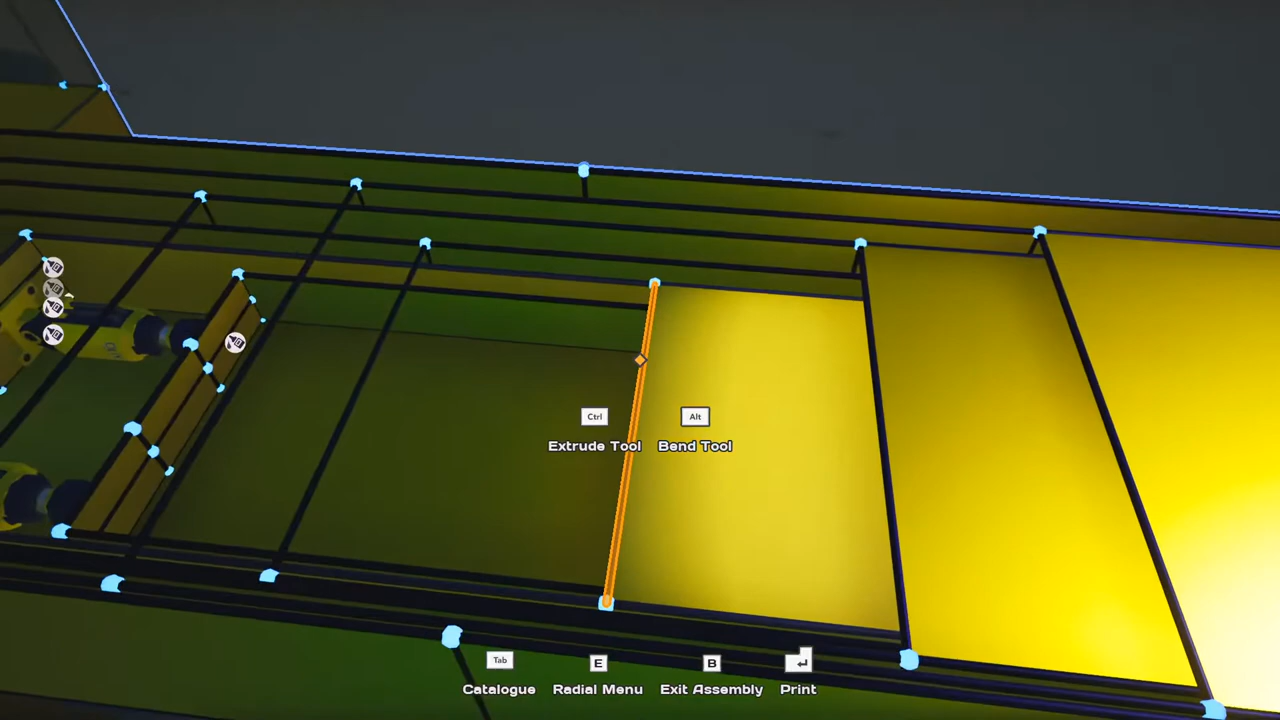 Ctrl Alt
Extrude Tool Bend Tool
Tab E B
Catalogue Radial Menu Exit Assembly Print